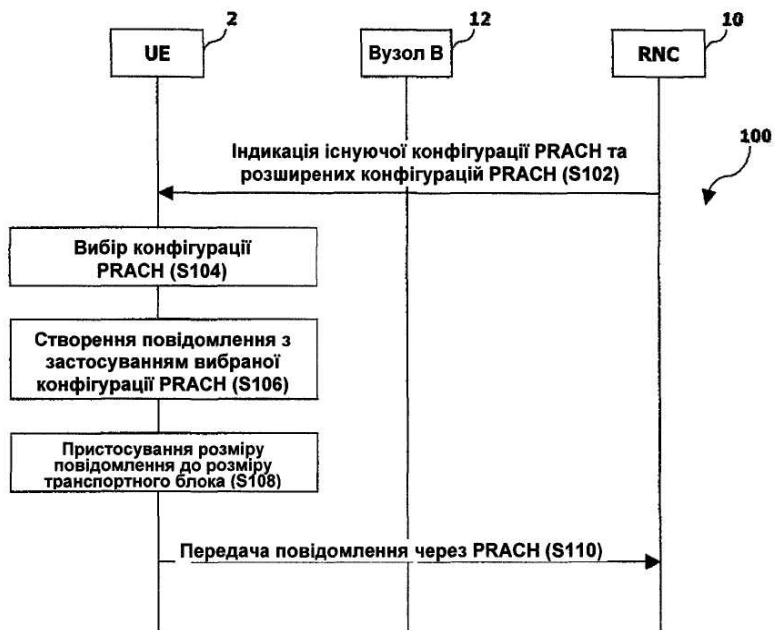 2
12
10
UE
Вузол В
RNC
100
Індикація існуючої конфігурації PRACH та
розширених конфігурацій PRACH (S102)
Вибір конфігурації
PRACH (S104)
Створення повідомлення з
застосуванням вибраної
конфігурації PRACH (S106)
Пристосування розміру
повідомлення до розміру
транспортного блока (S108)
Передача повідомлення через PRACH (S110)